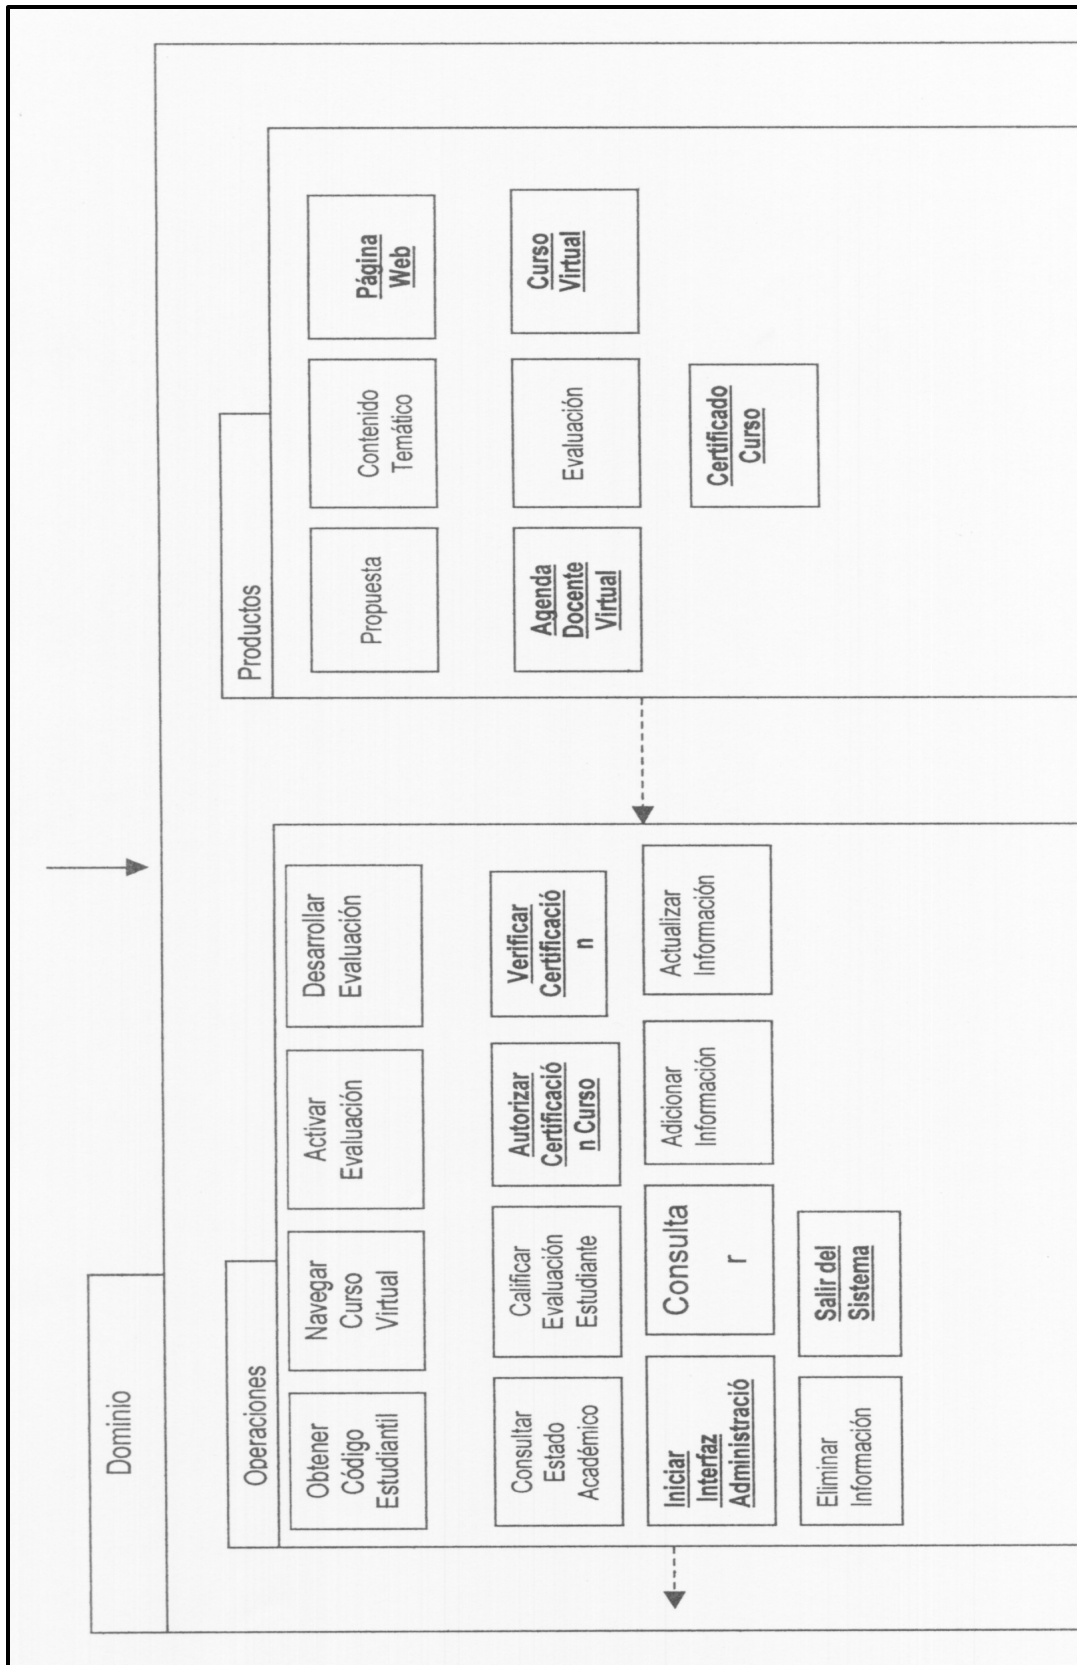 Dominio
Operaciones
Obtener
Código
Estudiantil
Navegar
Curso
Virtual
Activar
Evaluación
Desarrollar
Evaluación
Consultar
Estado
Académico
Calificar
Evaluación
Estudiante
Autorizar
Certificació
n Curso
Verificar
Certificació
n
Iniciar
Interfaz
Administració
Consulta
r
Adicionar
Información
Actualizar
Información
Eliminar
Información
Salir del
Sistema
Productos
Propuesta
Contenido
Temático
Página
Web
Agenda
Docente
Virtual
Evaluación
Curso
Virtual
Certificado
Curso